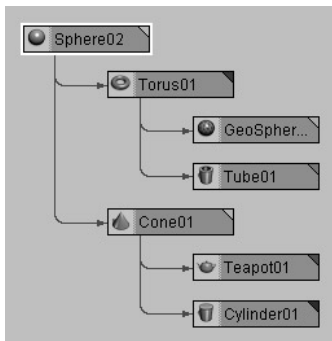 Sphere02
Torus01
GeoSpher...
Tube01
Cone01
Teapot01
Cylinder01